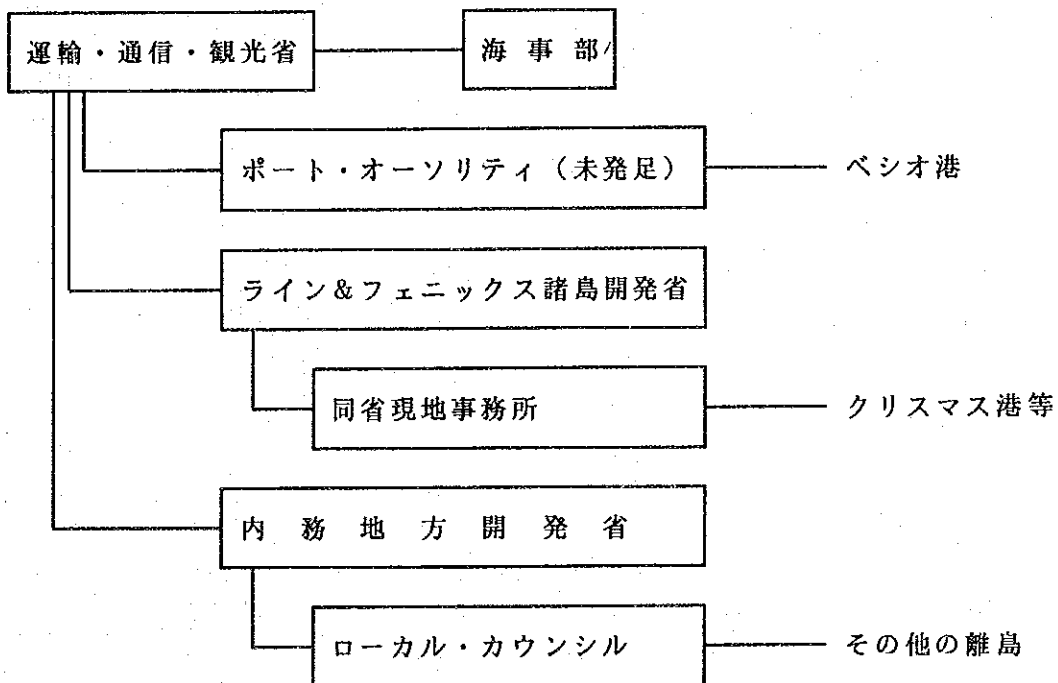 運輸・通信・観光省
海事部
ポート・オーソリティ（未発足）
ベシオ港
ライン&フェニックス諸島開発省
同省現地事務所
クリスマス港等
内務地方開発省
ローカル・カウンシル
その他の離島